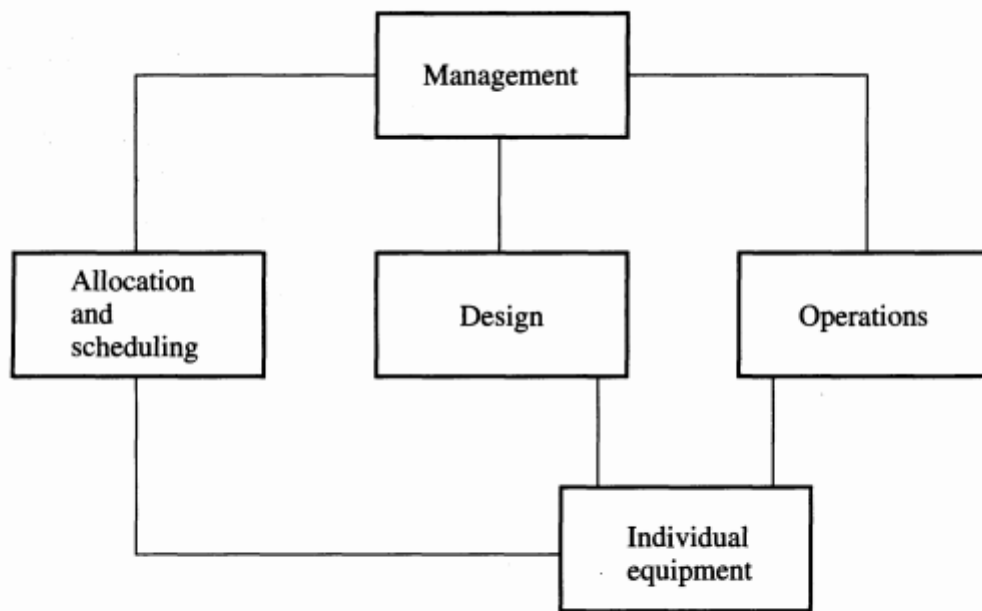 Management
Allocation
and
scheduling
Design
Operations
Individual
equipment